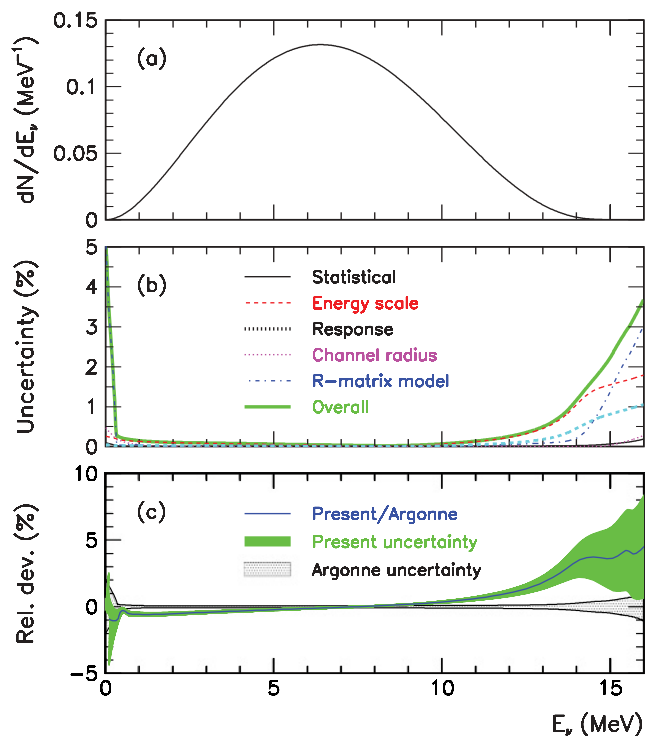 0.15
(a)
0.1
0.05
0
dN/dEν (MeV⁻¹)
5
(b)
4
3
2
1
0
Uncertainty (%)
Statistical
Energy scale
Response
Channel radius
R-matrix model
Overall
10
(c)
5
0
-5
Rel. dev. (%)
Present/Argonne
Present uncertainty
Argonne uncertainty
0 5 10 15
Eν (MeV)